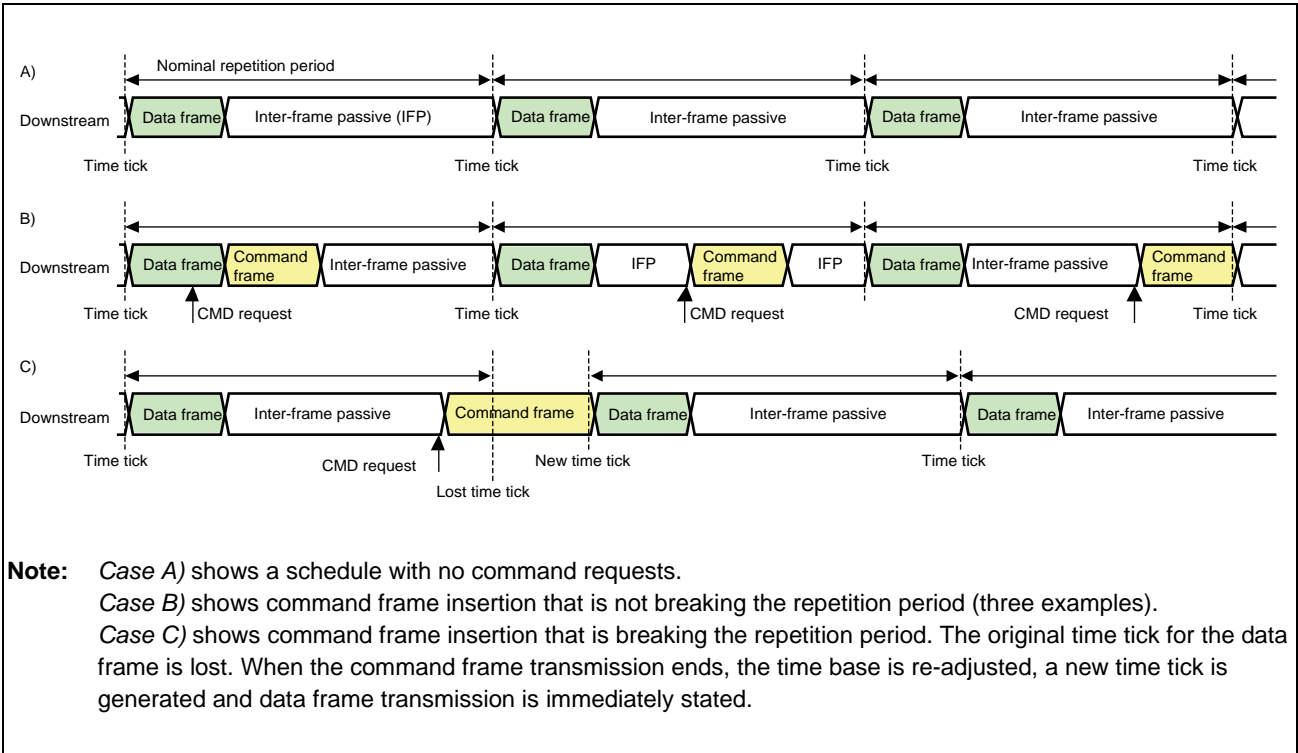 A)
Nominal repetition period
Downstream
Data frame
Inter-frame passive (IFP)
Data frame
Inter-frame passive
Data frame
Inter-frame passive
Time tick
Time tick
Time tick
Time tick
B)
Downstream
Data frame
Command
frame
Inter-frame passive
Data frame
IFP
Command
frame
IFP
Data frame
Inter-frame passive
Command
frame
Time tick
CMD request
Time tick
CMD request
CMD request
Time tick
C)
Downstream
Data frame
Inter-frame passive
Command frame
Data frame
Inter-frame passive
Data frame
Inter-frame passive
Time tick
CMD request
New time tick
Time tick
Lost time tick
Note: Case A) shows a schedule with no command requests.
Case B) shows command frame insertion that is not breaking the repetition period (three examples).
Case C) shows command frame insertion that is breaking the repetition period. The original time tick for the data
frame is lost. When the command frame transmission ends, the time base is re-adjusted, a new time tick is
generated and data frame transmission is immediately stated.